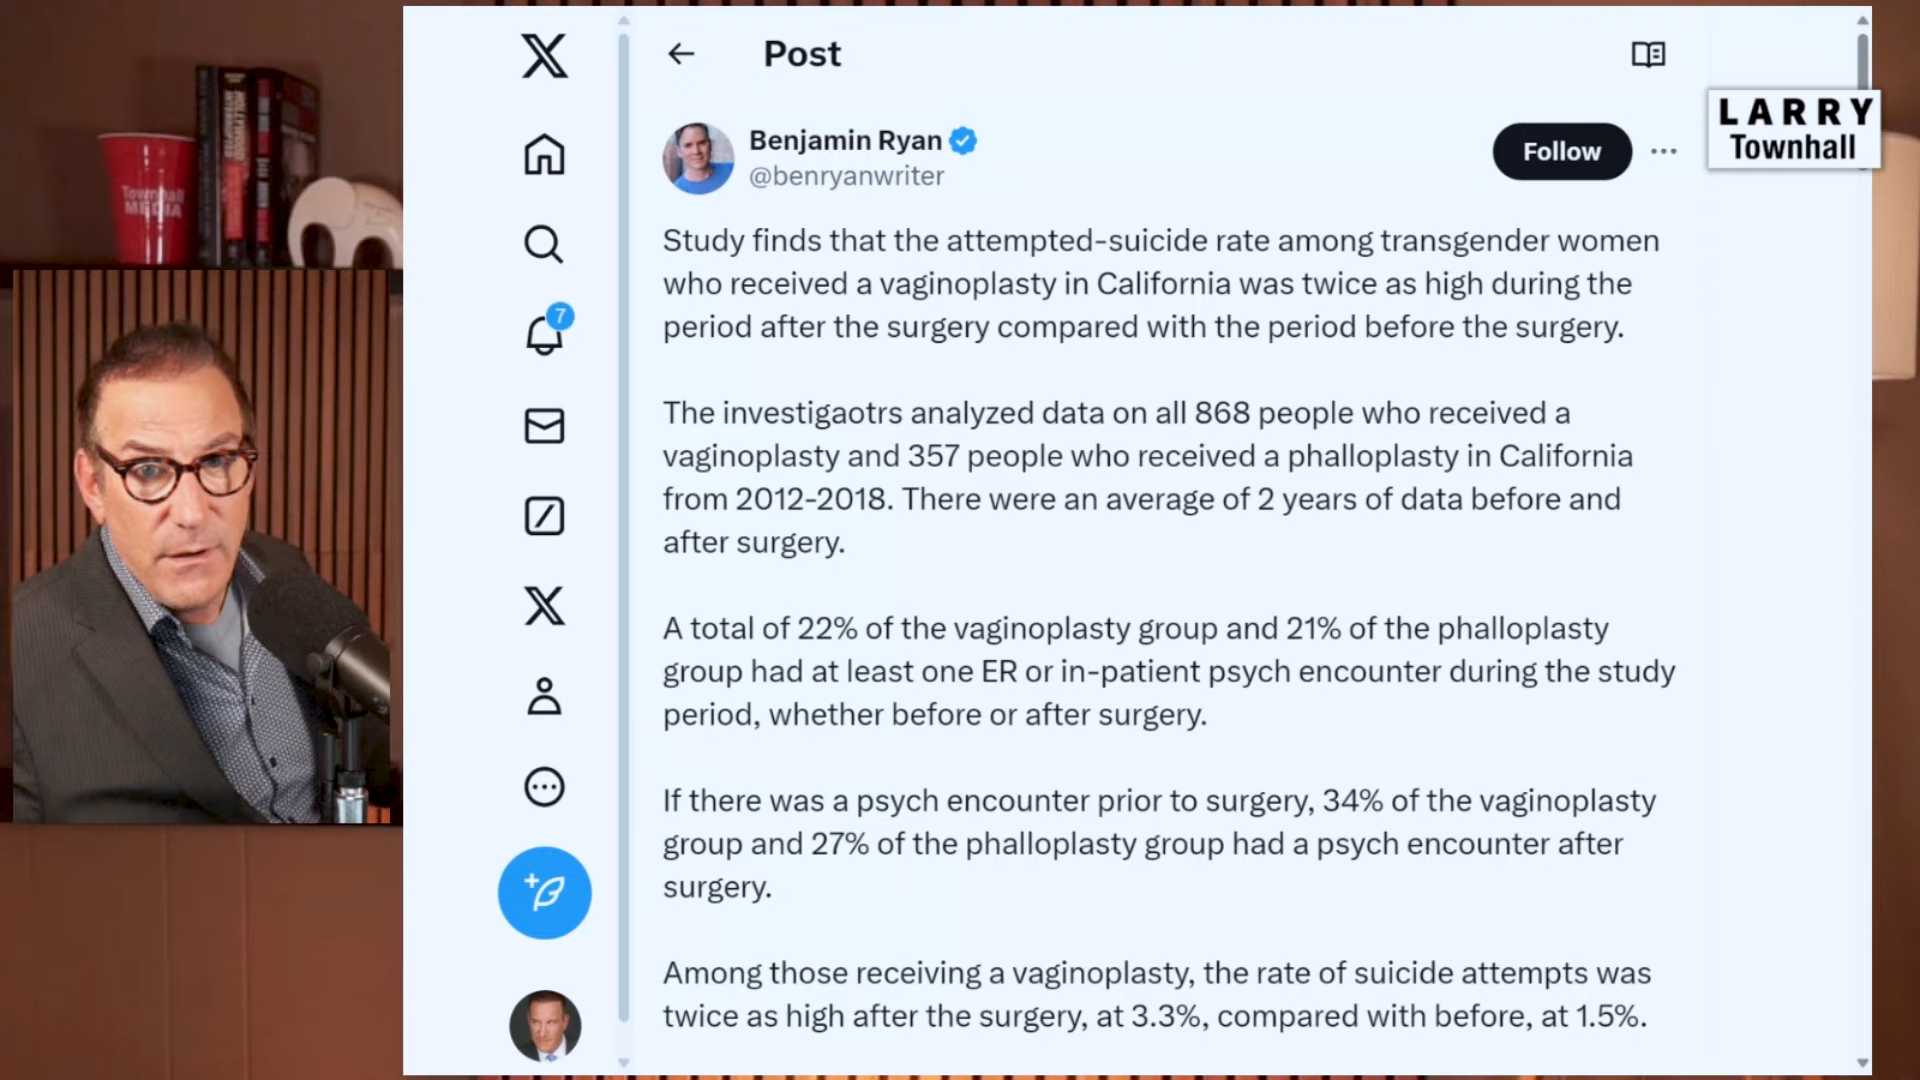 Post
Benjamin Ryan
@benryanwriter
Follow
LARRY
Townhall
7
Study finds that the attempted-suicide rate among transgender women
who received a vaginoplasty in California was twice as high during the
period after the surgery compared with the period before the surgery.
The investigaotrs analyzed data on all 868 people who received a
vaginoplasty and 357 people who received a phalloplasty in California
from 2012-2018. There were an average of 2 years of data before and
after surgery.
A total of 22% of the vaginoplasty group and 21% of the phalloplasty
group had at least one ER or in-patient psych encounter during the study
period, whether before or after surgery.
If there was a psych encounter prior to surgery, 34% of the vaginoplasty
group and 27% of the phalloplasty group had a psych encounter after
surgery.
Among those receiving a vaginoplasty, the rate of suicide attempts was
twice as high after the surgery, at 3.3%, compared with before, at 1.5%.
Townhall
MEDIA